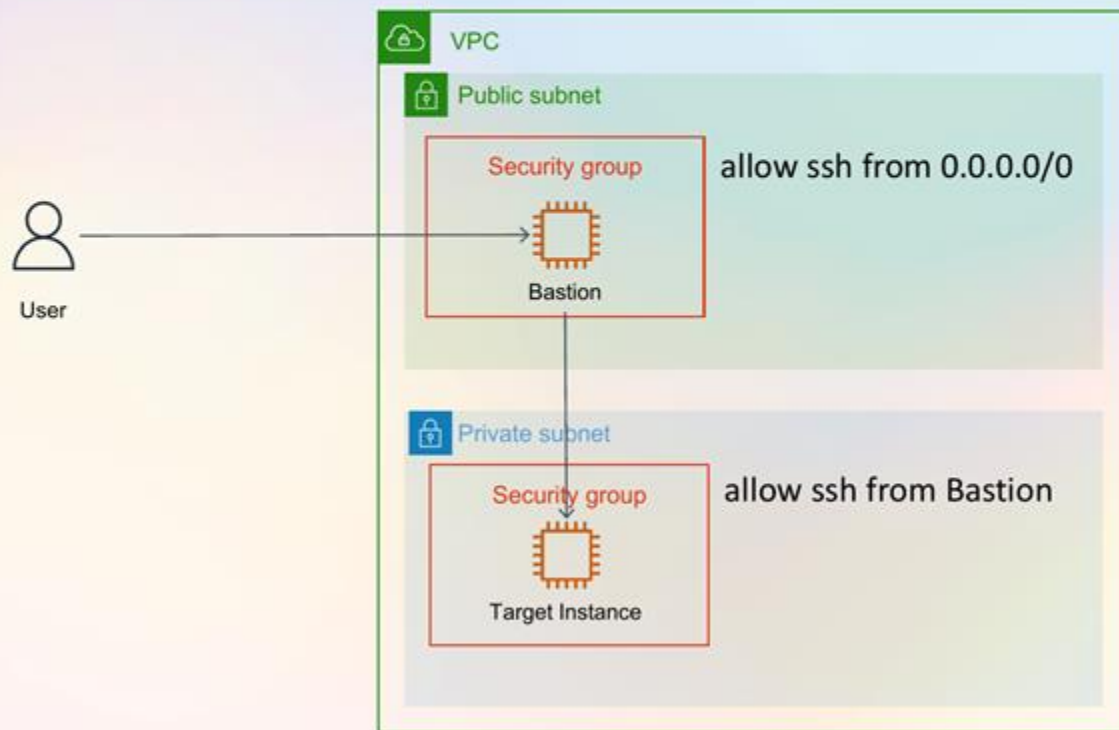 VPC
Public subnet
Security group
allow ssh from 0.0.0.0/0
Bastion
User
Private subnet
Security group
allow ssh from Bastion
Target Instance